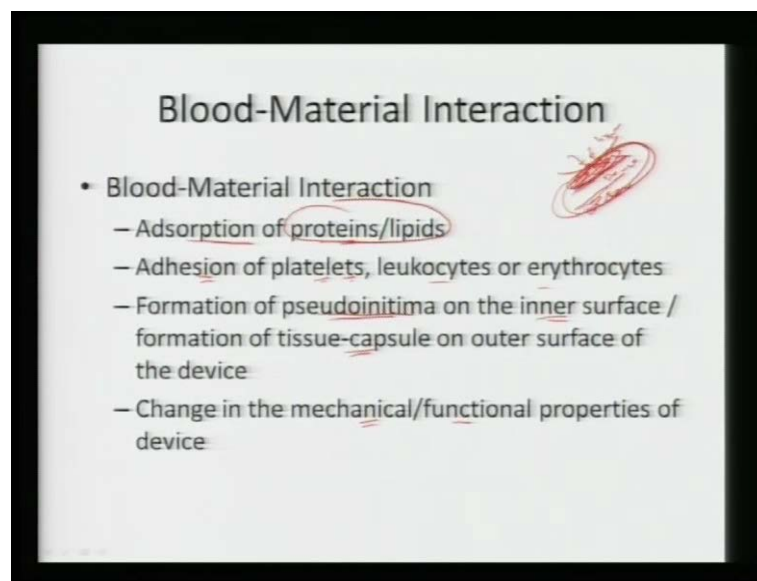 Blood-Material Interaction
• Blood-Material Interaction
– Adsorption of proteins/lipids
– Adhesion of platelets, leukocytes or erythrocytes
– Formation of pseudoinitima on the inner surface /
formation of tissue-capsule on outer surface of
the device
– Change in the mechanical/functional properties of
device